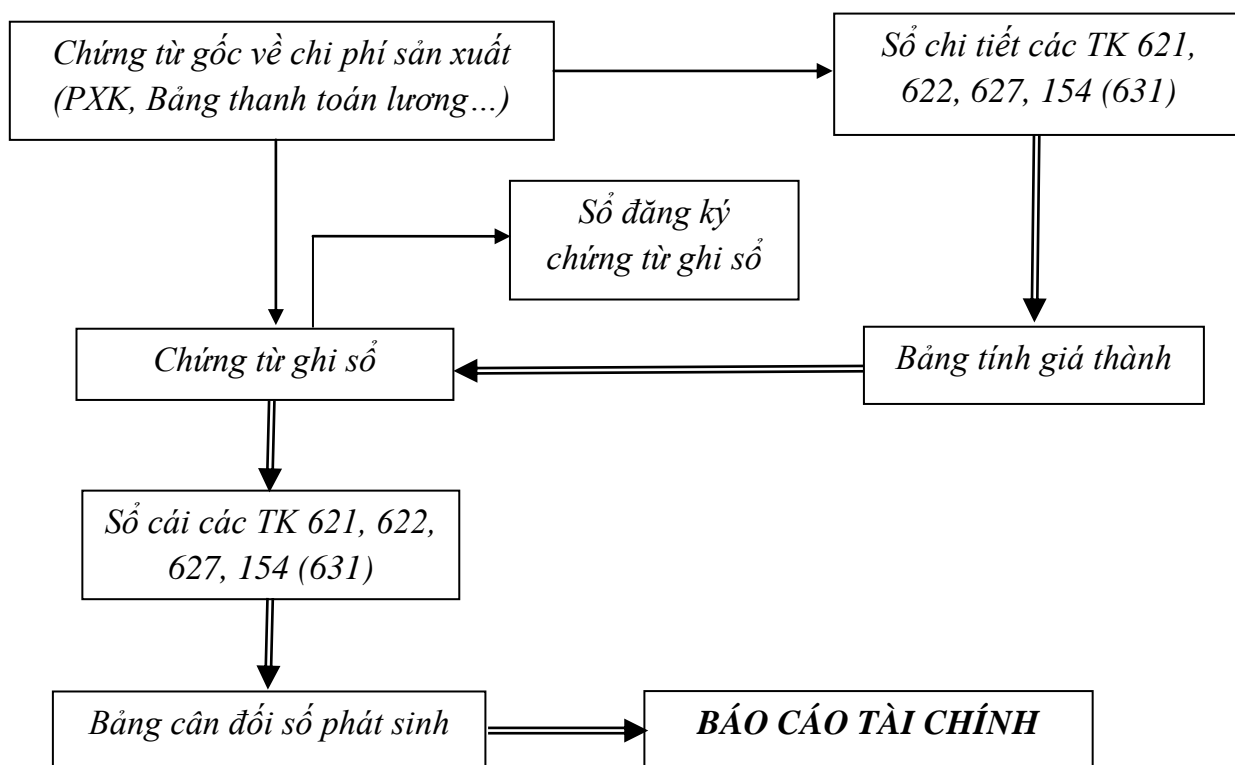 Chứng từ gốc về chi phí sản xuất
(PXK, Bảng thanh toán lương…)
Sổ chi tiết các TK 621,
622, 627, 154 (631)
Sổ đăng ký
chứng từ ghi sổ
Chứng từ ghi sổ
Bảng tính giá thành
Sổ cái các TK 621, 622,
627, 154 (631)
Bảng cân đối số phát sinh
BÁO CÁO TÀI CHÍNH